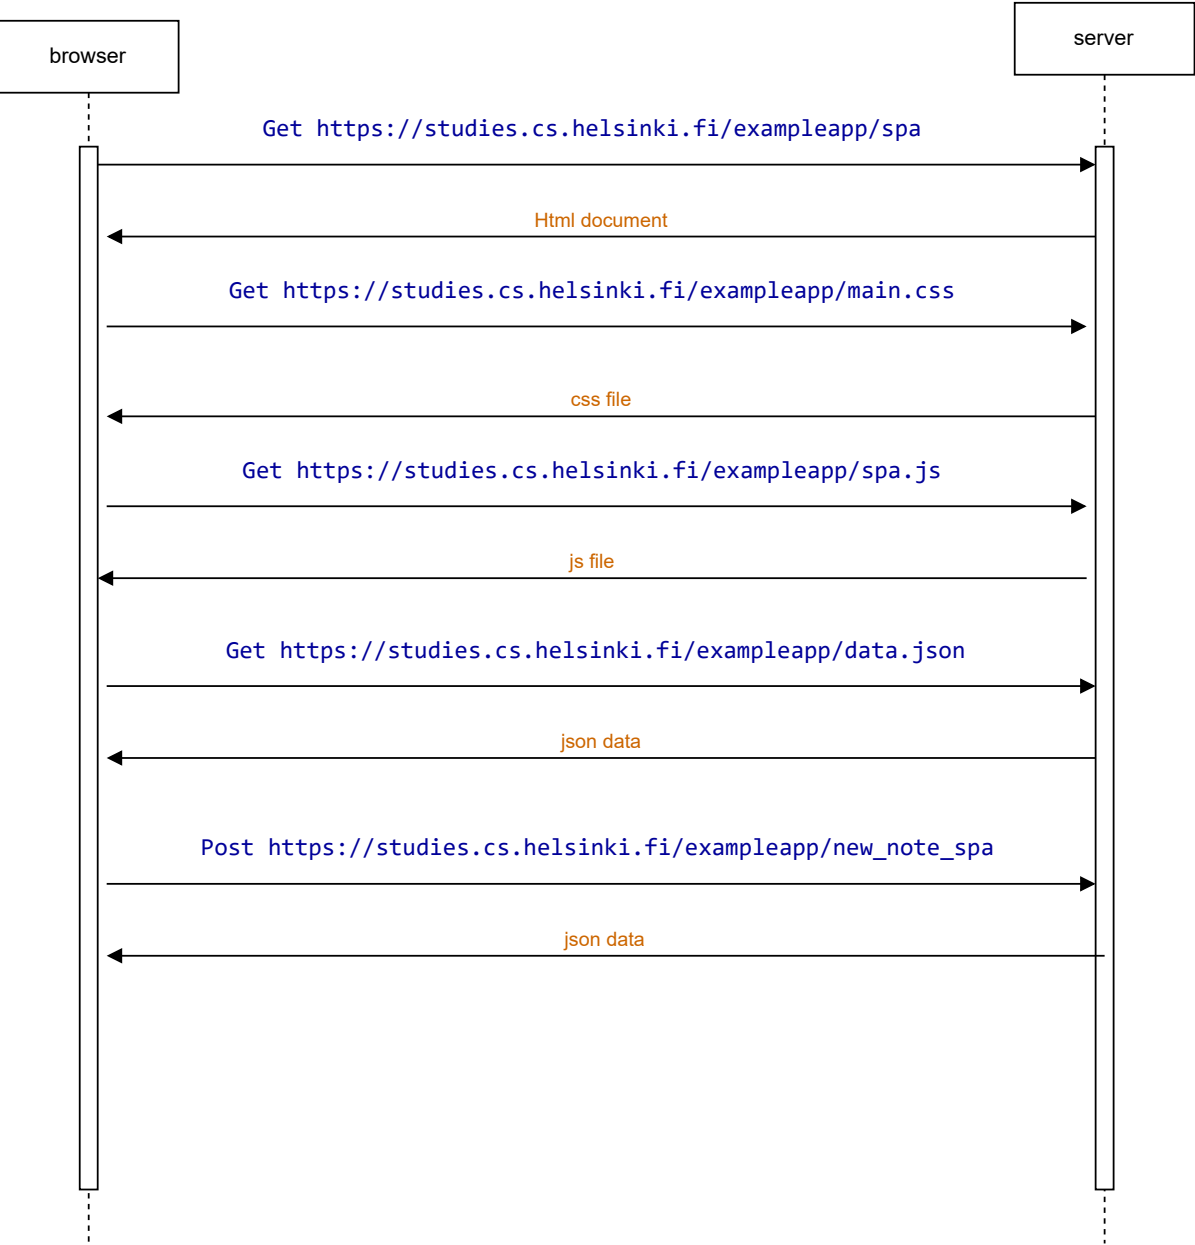 browser
server
Get https://studies.cs.helsinki.fi/exampleapp/spa
Html document
Get https://studies.cs.helsinki.fi/exampleapp/main.css
css file
Get https://studies.cs.helsinki.fi/exampleapp/spa.js
js file
Get https://studies.cs.helsinki.fi/exampleapp/data.json
json data
Post https://studies.cs.helsinki.fi/exampleapp/new_note_spa
json data